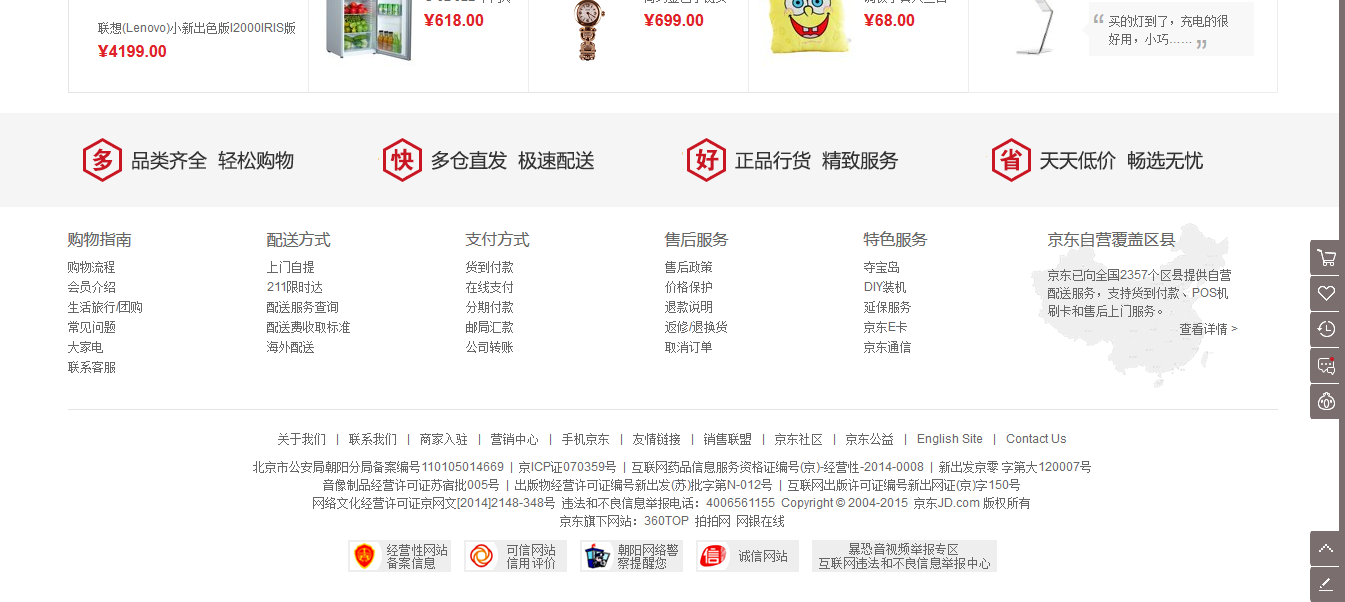 联想(Lenovo)小新出色版I2000IRIS版
¥4199.00
¥618.00
¥699.00
¥68.00
“ 买的灯到了，充电的很
好用，小巧…… ”
多 品类齐全 轻松购物
快 多仓直发 极速配送
好 正品行货 精致服务
省 天天低价 畅选无忧
购物指南
购物流程
会员介绍
生活旅行/团购
常见问题
大家电
联系客服
配送方式
上门自提
211限时达
配送服务查询
配送费收取标准
海外配送
支付方式
货到付款
在线支付
分期付款
邮局汇款
公司转账
售后服务
售后政策
价格保护
退款说明
返修/退换货
取消订单
特色服务
夺宝岛
DIY装机
延保服务
京东E卡
京东通信
京东自营覆盖区县
京东已向全国2357个区县提供自营
配送服务，支持货到付款、POS机
刷卡和售后上门服务。
查看详情 >
关于我们 | 联系我们 | 商家入驻 | 营销中心 | 手机京东 | 友情链接 | 销售联盟 | 京东社区 | 京东公益 | English Site | Contact Us
北京市公安局朝阳分局备案编号110105014669 | 京ICP证070359号 | 互联网药品信息服务资格证编号(京)-经营性-2014-0008 | 新出发京零 字第大120007号
音像制品经营许可证苏宿批005号 | 出版物经营许可证编号新出发(苏)批字第N-012号 | 互联网出版许可证编号新出网证(京)字150号
网络文化经营许可证京网文[2014]2148-348号 违法和不良信息举报电话：4006561155 Copyright © 2004-2015 京东JD.com 版权所有
京东旗下网站：360TOP 拍拍网 网银在线
经营性网站
备案信息
可信网站
信用评价
朝阳网络警
察提醒您
信 诚信网站
暴恐音视频举报专区
互联网违法和不良信息举报中心